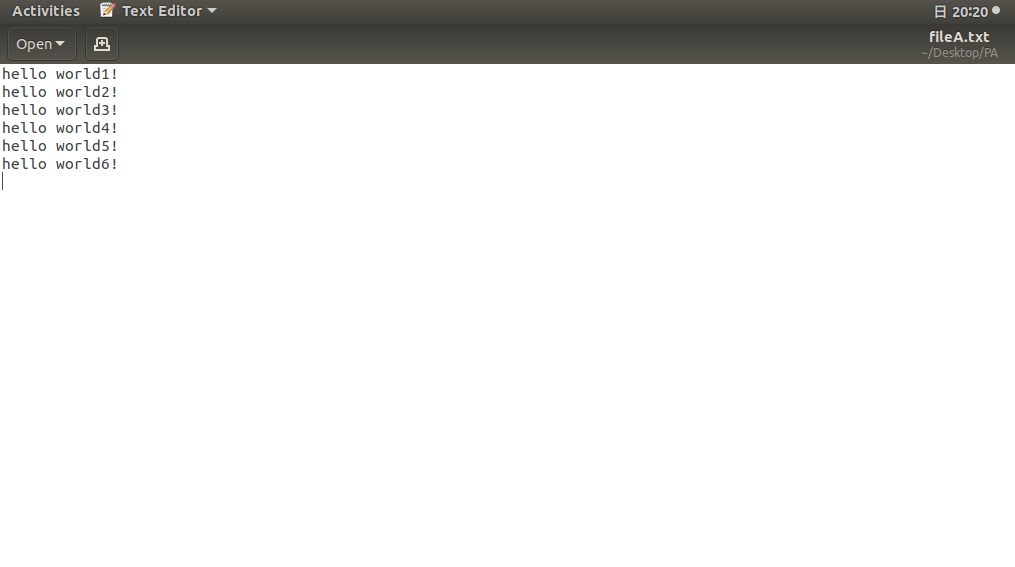 Activities Text Editor 日 20:20
Open fileA.txt
~/Desktop/PA
hello world1!
hello world2!
hello world3!
hello world4!
hello world5!
hello world6!